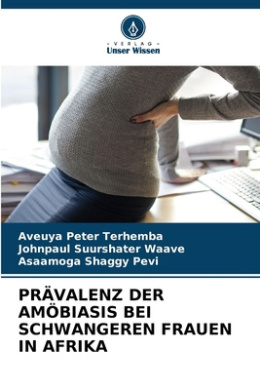 · VERLAG ·
Unser Wissen
Aveuya Peter Terhemba
Johnpaul Suurshater Waave
Asaamoga Shaggy Pevi
PRÄVALENZ DER
AMÖBIASIS BEI
SCHWANGEREN FRAUEN
IN AFRIKA